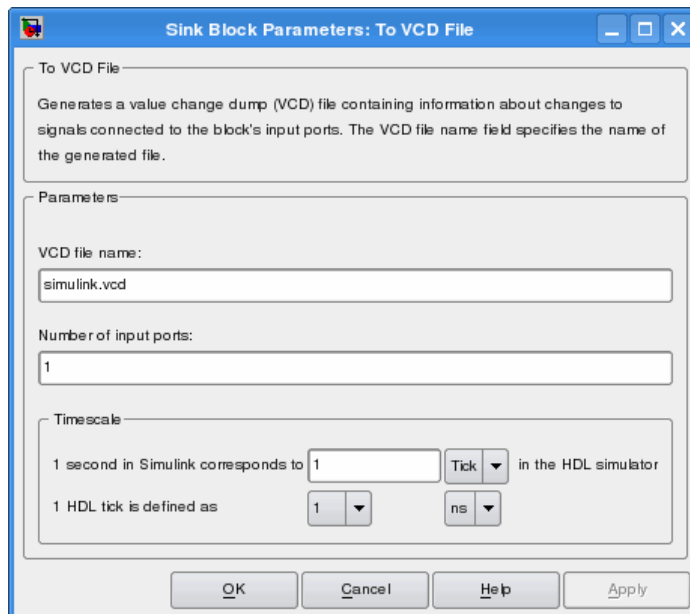 Sink Block Parameters: To VCD File
To VCD File
Generates a value change dump (VCD) file containing information about changes to
signals connected to the block's input ports. The VCD file name field specifies the name of
the generated file.
Parameters
VCD file name:
simulink.vcd
Number of input ports:
1
Timescale
1 second in Simulink corresponds to 1 Tick in the HDL simulator
1 HDL tick is defined as 1 ns
OK Cancel Help Apply